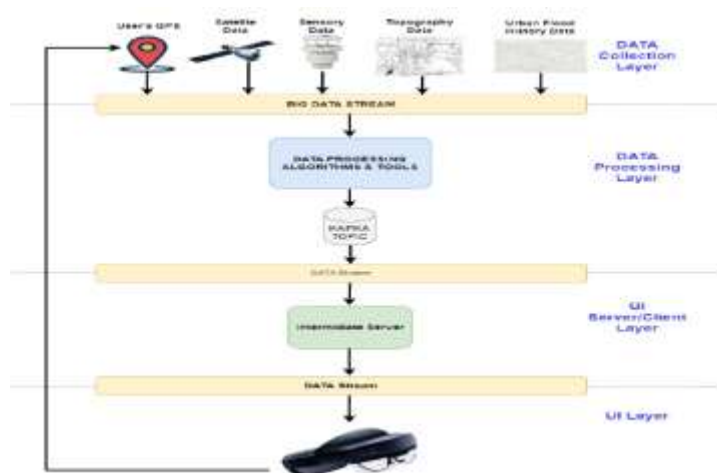 User's GPS
Satellite
Data
Sensory
Data
Topography
Data
Urban Flood
History Data
DATA
Collection
Layer
BIG DATA STREAM
DATA PROCESSING
ALGORITHMS & TOOLS
DATA
Processing
Layer
KAFKA
TOPIC
DATA Stream
Intermediate Server
UI
Server/Client
Layer
DATA Stream
UI Layer